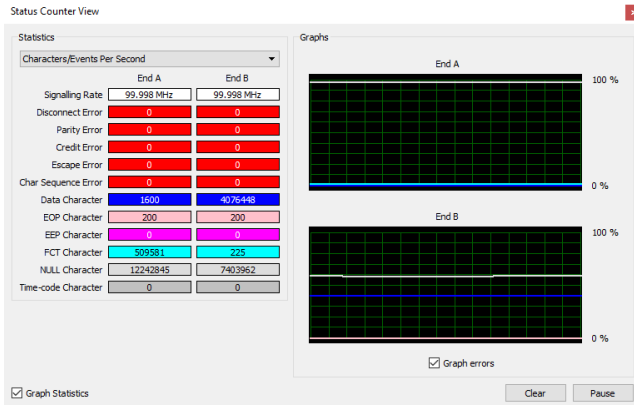 Status Counter View
Statistics
Characters/Events Per Second
End A End B
Signalling Rate 99.998 MHz 99.998 MHz
Disconnect Error 0 0
Parity Error 0 0
Credit Error 0 0
Escape Error 0 0
Char Sequence Error 0 0
Data Character 1600 4076448
EOP Character 200 200
EEP Character 0 0
FCT Character 509581 225
NULL Character 12242845 7403962
Time-code Character 0 0
Graph Statistics
Graphs
End A
100 %
0 %
End B
100 %
0 %
Graph errors
Clear Pause